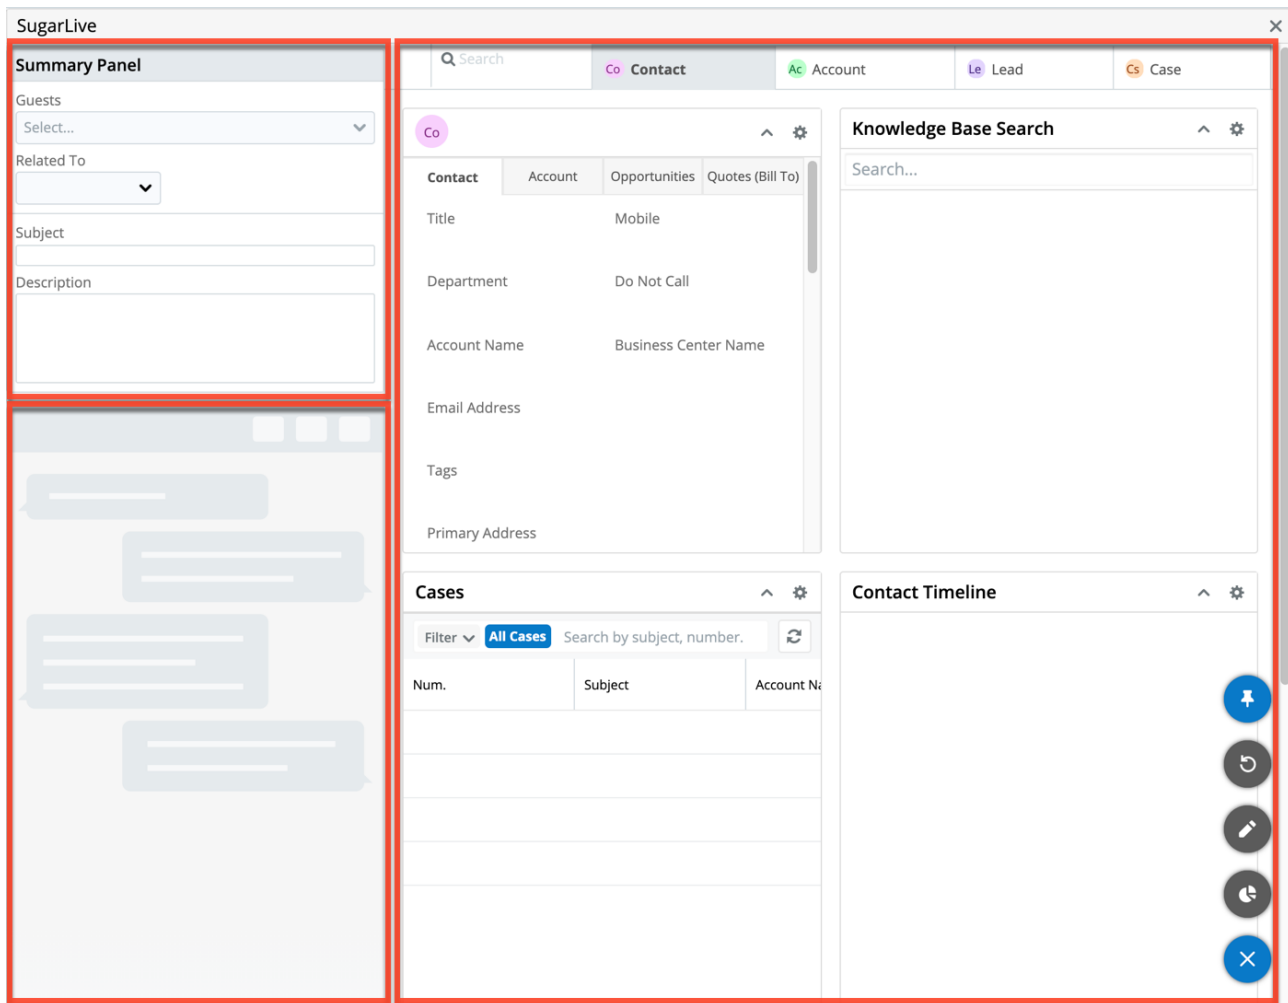 SugarLive
Summary Panel
Guests
Select...
Related To
Subject
Description
Search
Co Contact
Ac Account
Le Lead
Cs Case
Co
Contact Account Opportunities Quotes (Bill To)
Title Mobile
Department Do Not Call
Account Name Business Center Name
Email Address
Tags
Primary Address
Knowledge Base Search
Search...
Cases
Filter All Cases Search by subject, number.
Num. Subject Account Na
Contact Timeline